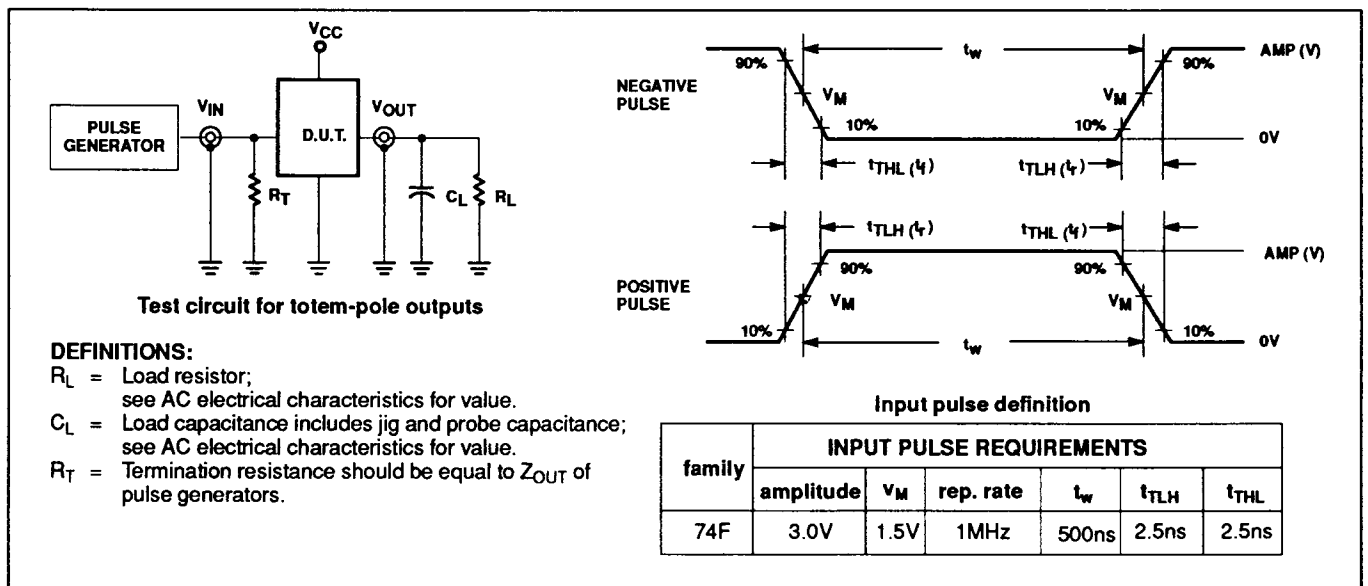 VCC
VIN
VOUT
PULSE
GENERATOR
D.U.T.
RT
CL
RL
Test circuit for totem-pole outputs
DEFINITIONS:
RL = Load resistor;
see AC electrical characteristics for value.
CL = Load capacitance includes jig and probe capacitance;
see AC electrical characteristics for value.
RT = Termination resistance should be equal to ZOUT of
pulse generators.
tw
AMP (V)
90%
90%
NEGATIVE
PULSE
VM
VM
10%
10%
0V
tTHL (tf)
tTLH (tr)
tTLH (tr)
tTHL (tf)
AMP (V)
90%
90%
POSITIVE
PULSE
VM
VM
10%
10%
tw
0V
Input pulse definition
family
INPUT PULSE REQUIREMENTS
amplitude VM rep. rate tw tTLH tTHL
74F 3.0V 1.5V 1MHz 500ns 2.5ns 2.5ns